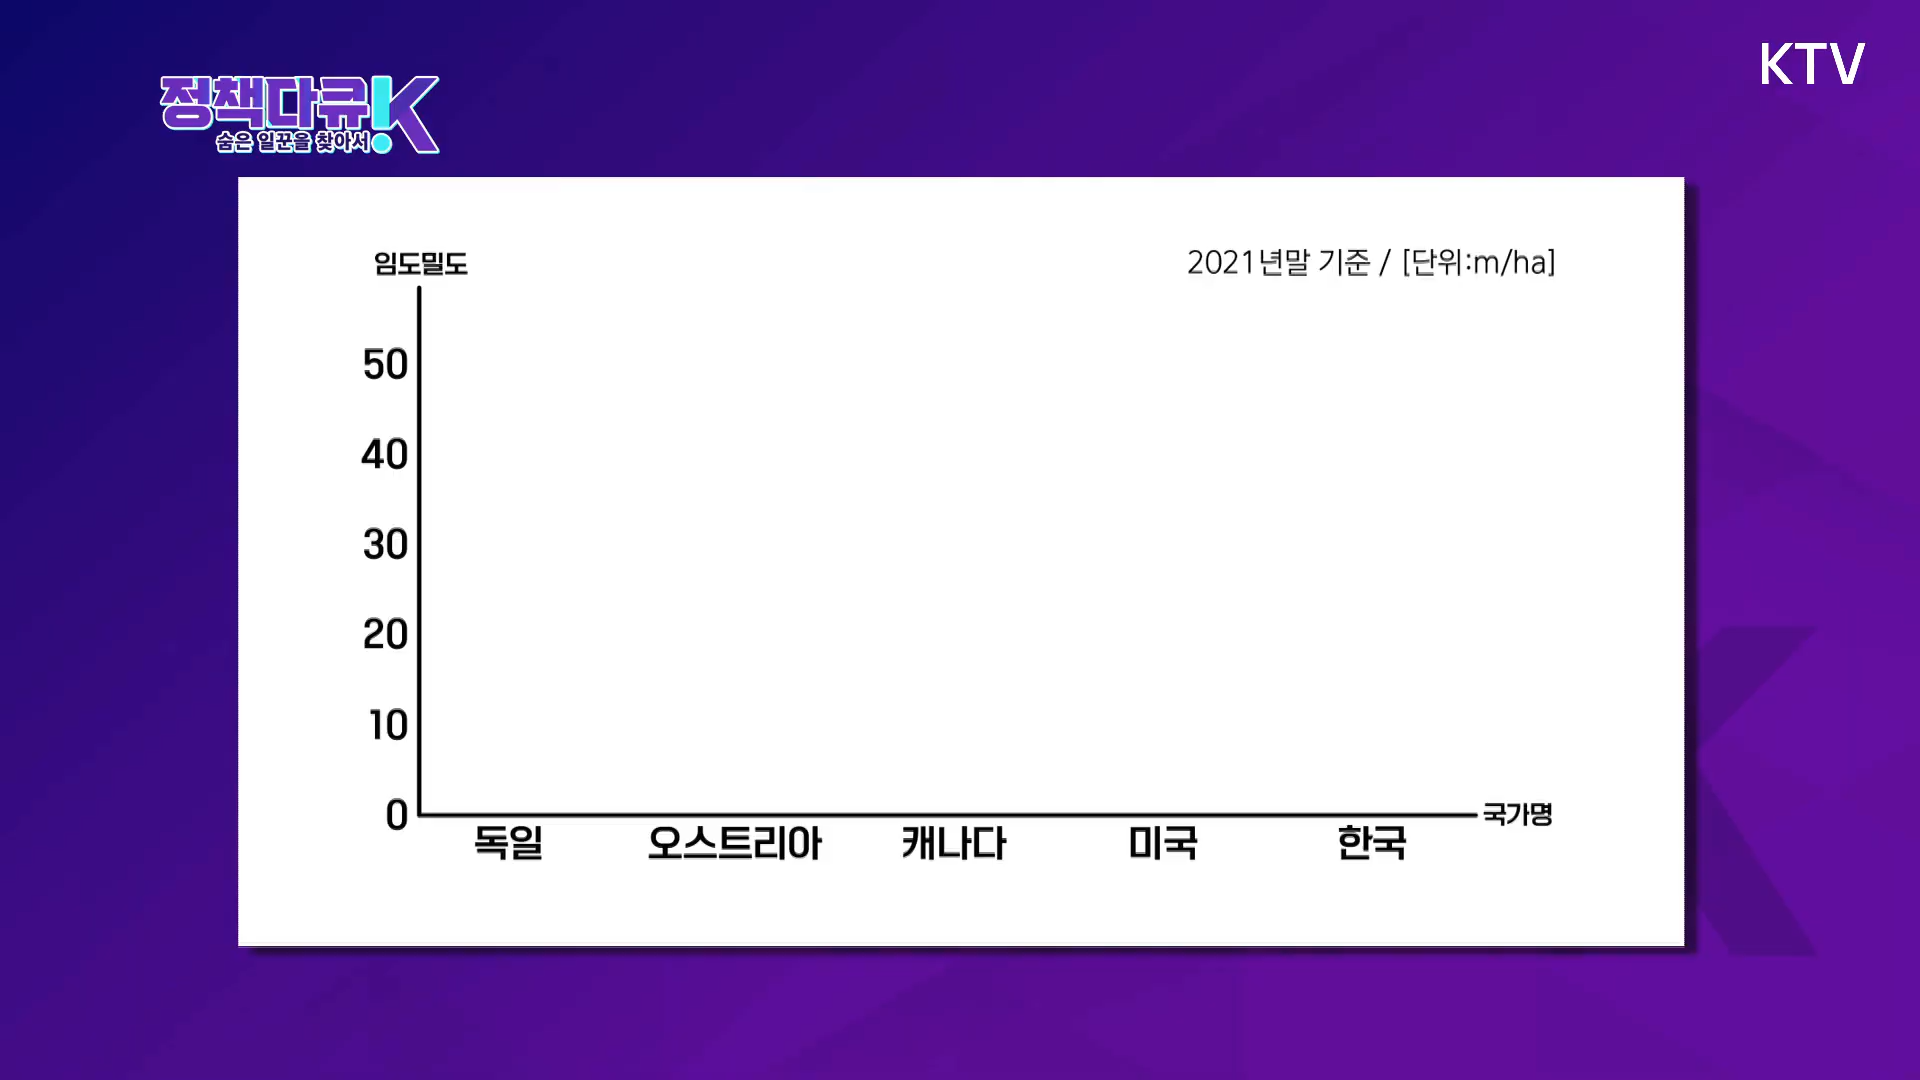 KTV
정책다큐!K
숨은 일꾼을 찾아서
임도밀도
2021년말 기준 / [단위:m/ha]
50
40
30
20
10
0
국가명
독일 오스트리아 캐나다 미국 한국